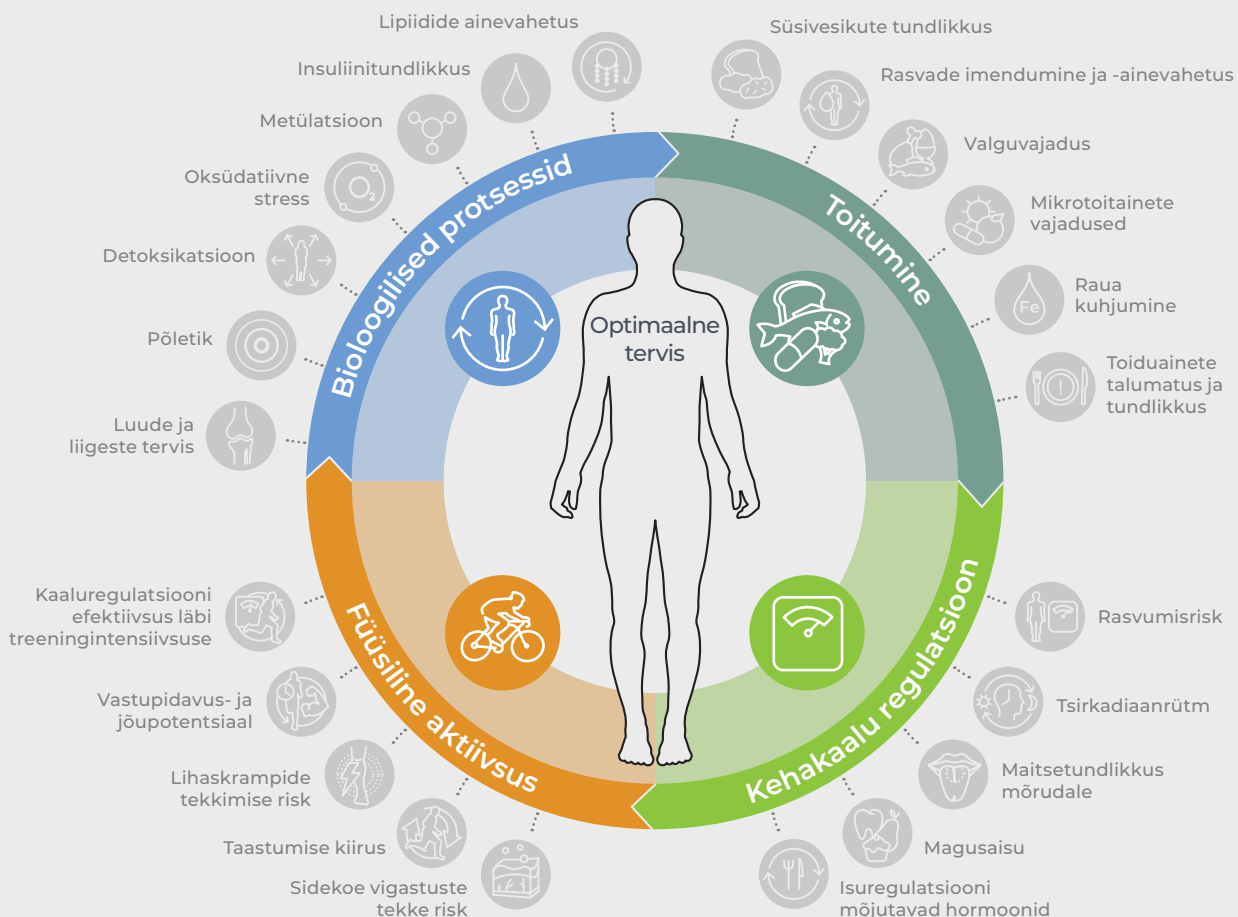 Lipiidide ainevahetus
Insuliinitundlikkus
Metülatsioon
Oksüdatiivne
stress
O₂
Detoksikatsioon
Põletik
Luude ja
liigeste tervis
Bioloogilised protsessid
Süsivesikute tundlikkus
Rasvade imendumine ja -ainevahetus
Valguvajadus
Mikrotoitainete
vajadused
Raua
kuhjumine
Fe
Toiduainete
talumatus ja
tundlikkus
Toitumine
Optimaalne
tervis
Kaaluregulatsiooni
efektiivsus läbi
treeningintensiivsuse
Vastupidavus- ja
jõupotentsiaal
Lihaskrampide
tekkimise risk
Taastumise kiirus
Sidekoe vigastuste
tekke risk
Füüsiline aktiivsus
Rasvumisrisk
Tsirkadiaanrütm
Maitsetundlikkus
mõrudale
Magusaisu
Isuregulatsiooni
mõjutavad hormoonid
Kehakaalu regulatsioon